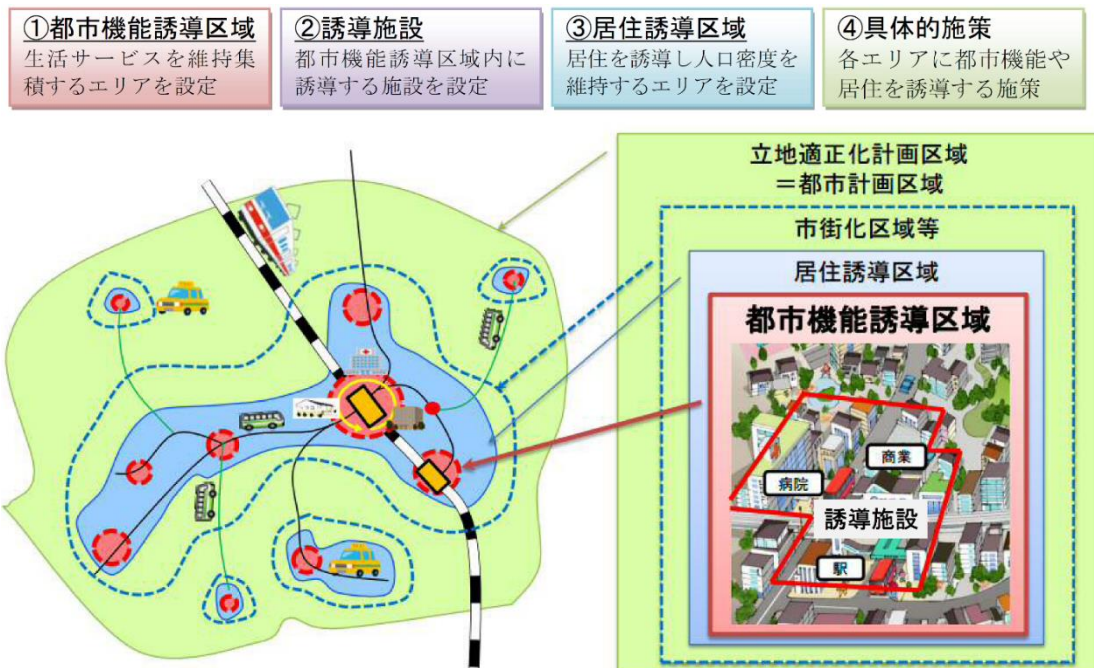 ①都市機能誘導区域
生活サービスを維持集
積するエリアを設定
②誘導施設
都市機能誘導区域内に
誘導する施設を設定
③居住誘導区域
居住を誘導し人口密度を
維持するエリアを設定
④具体的施策
各エリアに都市機能や
居住を誘導する施策
立地適正化計画区域
＝都市計画区域
市街化区域等
居住誘導区域
都市機能誘導区域
商業
病院
誘導施設
駅